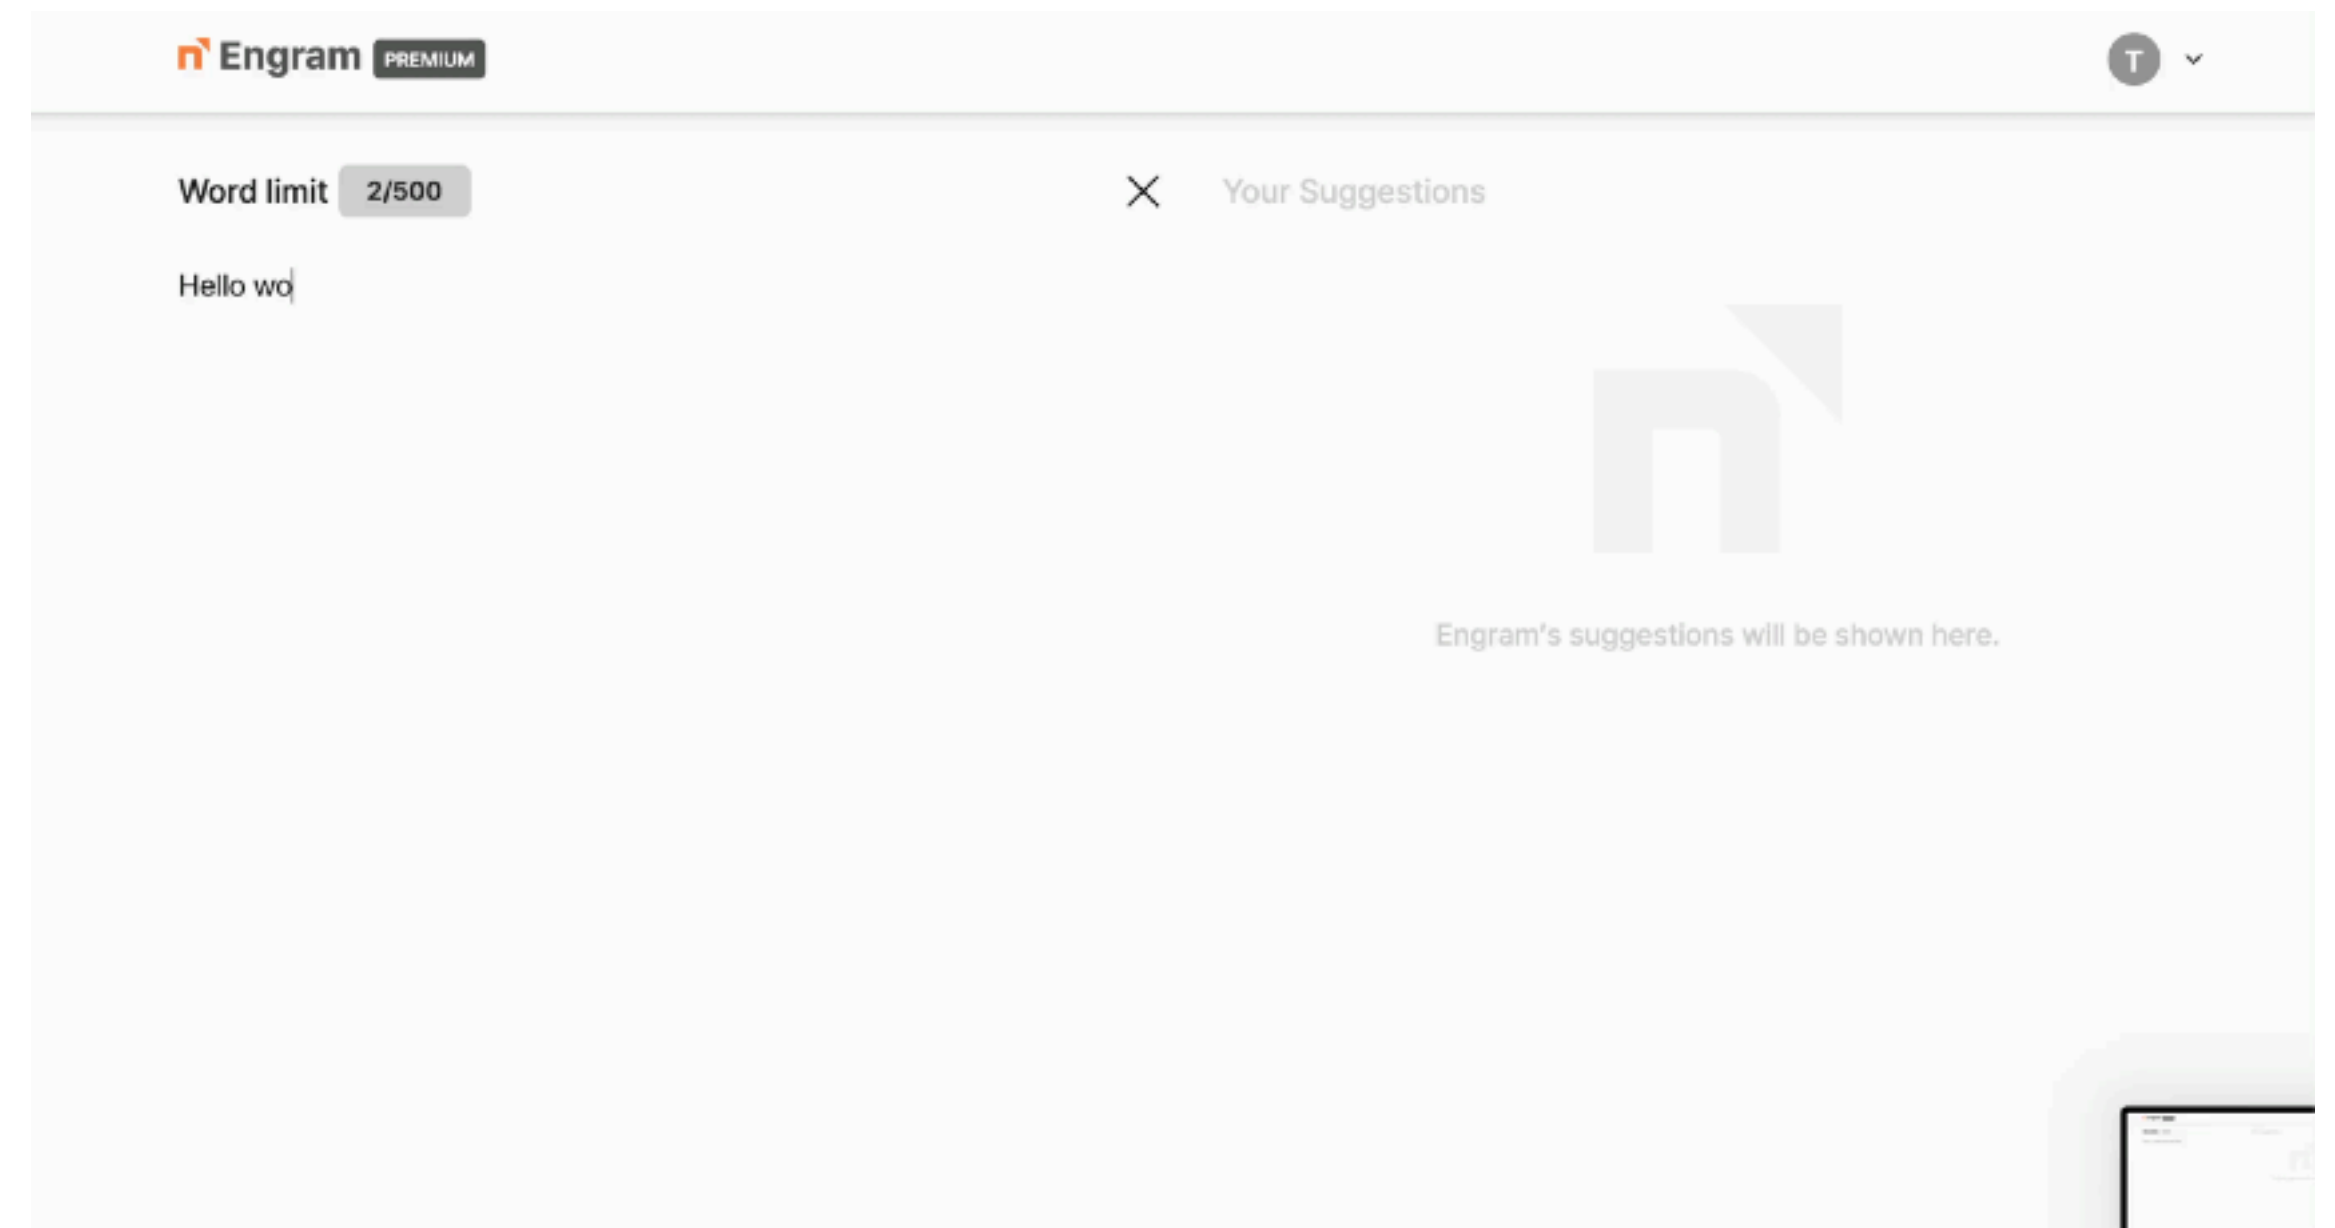 Engram PREMIUM
T
Word limit 2/500
Your Suggestions
Hello wo
Engram's suggestions will be shown here.